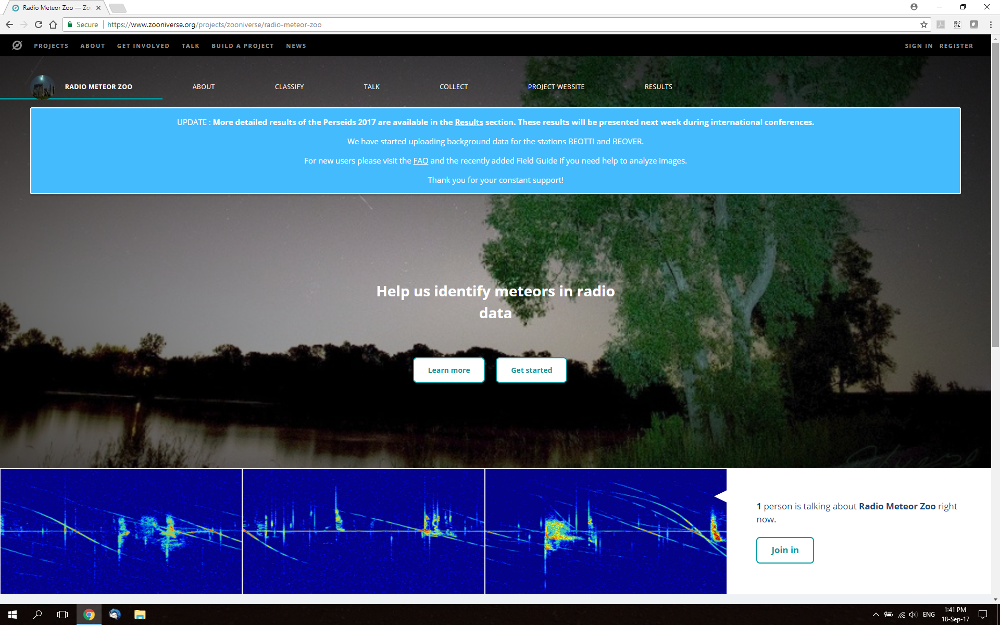 Radio Meteor Zoo — Zo
Secure
https://www.zooniverse.org/projects/zooniverse/radio-meteor-zoo
PROJECTS ABOUT GET INVOLVED TALK BUILD A PROJECT NEWS SIGN IN REGISTER
RADIO METEOR ZOO ABOUT CLASSIFY TALK COLLECT PROJECT WEBSITE RESULTS
UPDATE : More detailed results of the Perseids 2017 are available in the Results section. These results will be presented next week during international conferences.
We have started uploading background data for the stations BEOTTI and BEOVER.
For new users please visit the FAQ and the recently added Field Guide if you need help to analyze images.
Thank you for your constant support!
Help us identify meteors in radio
data
Learn more Get started
1 person is talking about Radio Meteor Zoo right
now.
Join in
ENG
1:41 PM
18-Sep-17